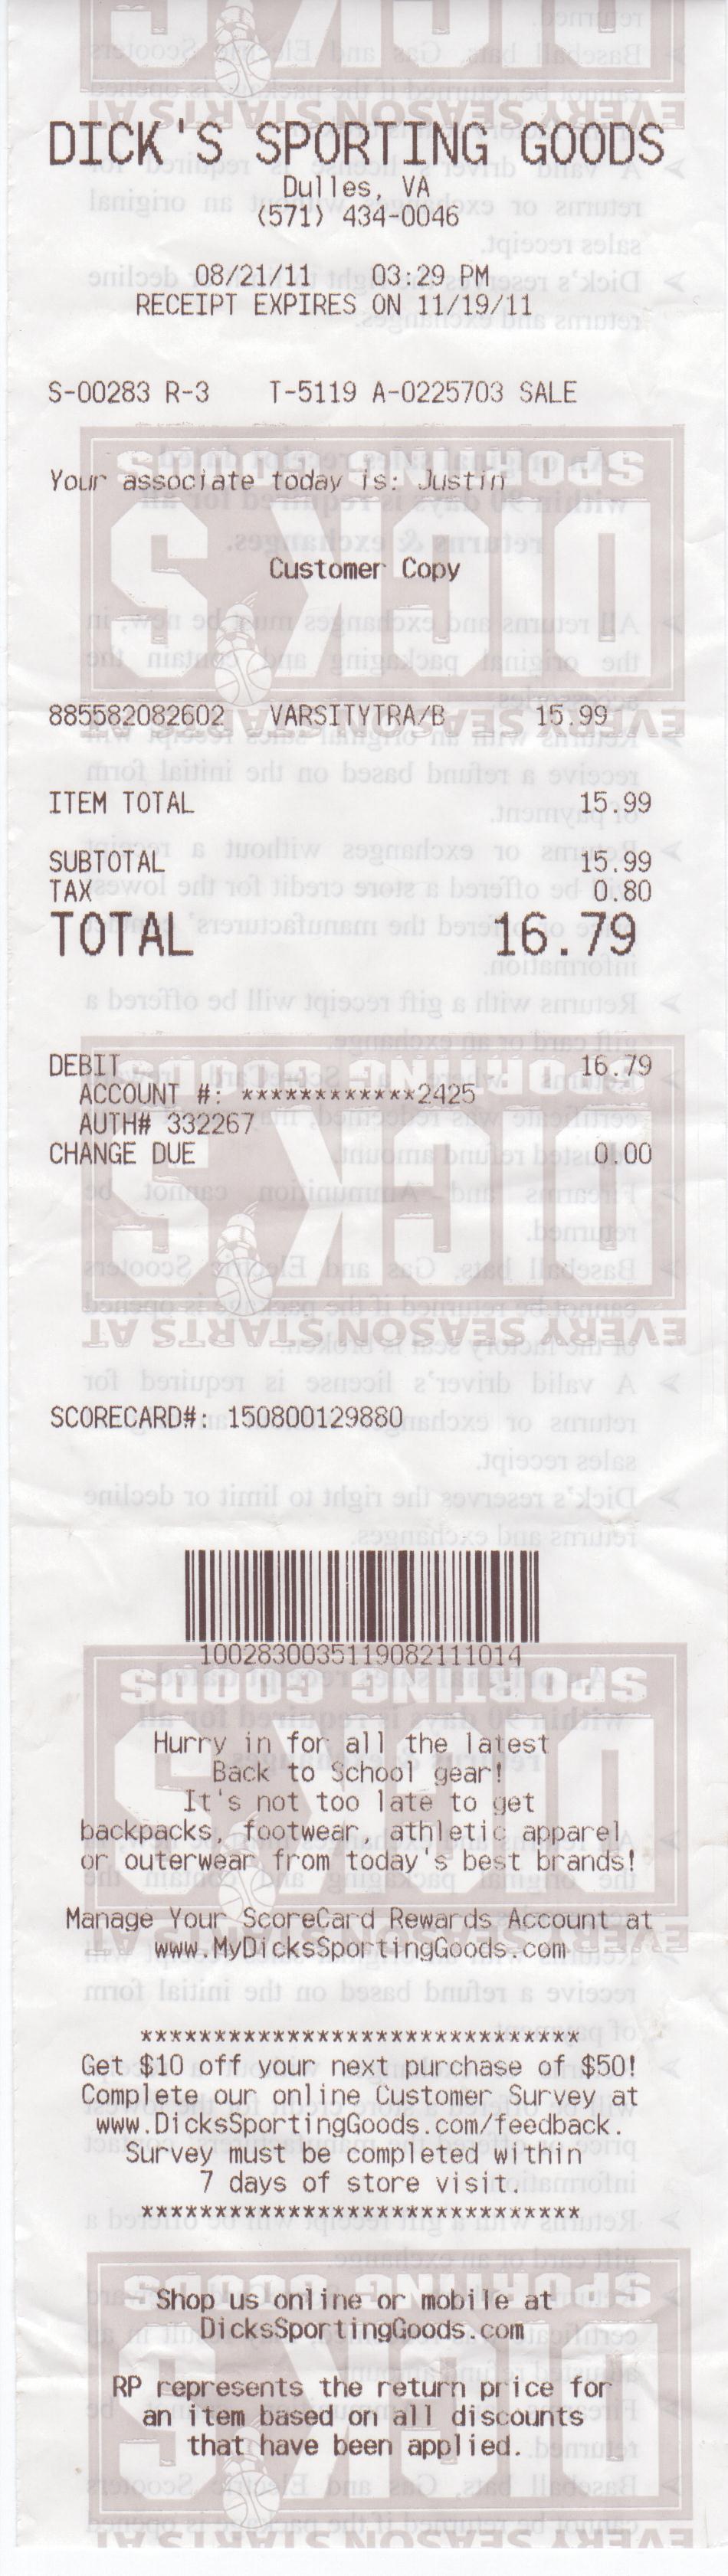 DICK'S SPORTING GOODS
Dulles, VA
(571) 434-0046
08/21/11 03:29 PM
RECEIPT EXPIRES ON 11/19/11
S-00283 R-3 T-5119 A-0225703 SALE
Your associate today is: Justin
Customer Copy
885582082602 VARSITYTRA/B 15.99
ITEM TOTAL 15.99
SUBTOTAL 15.99
TAX 0.80
TOTAL 16.79
DEBIT 16.79
ACCOUNT #: ************2425
AUTH# 332267
CHANGE DUE 0.00
SCORECARD#: 150800129880
1002830035119082111014
Hurry in for all the latest
Back to School gear!
It's not too late to get
backpacks, footwear, athletic apparel
or outerwear from today's best brands!
Manage Your ScoreCard Rewards Account at
www.MyDicksSportingGoods.com
******************************
Get $10 off your next purchase of $50!
Complete our online Customer Survey at
www.DicksSportingGoods.com/feedback.
Survey must be completed within
7 days of store visit.
******************************
Shop us online or mobile at
DicksSportingGoods.com
RP represents the return price for
an item based on all discounts
that have been applied.